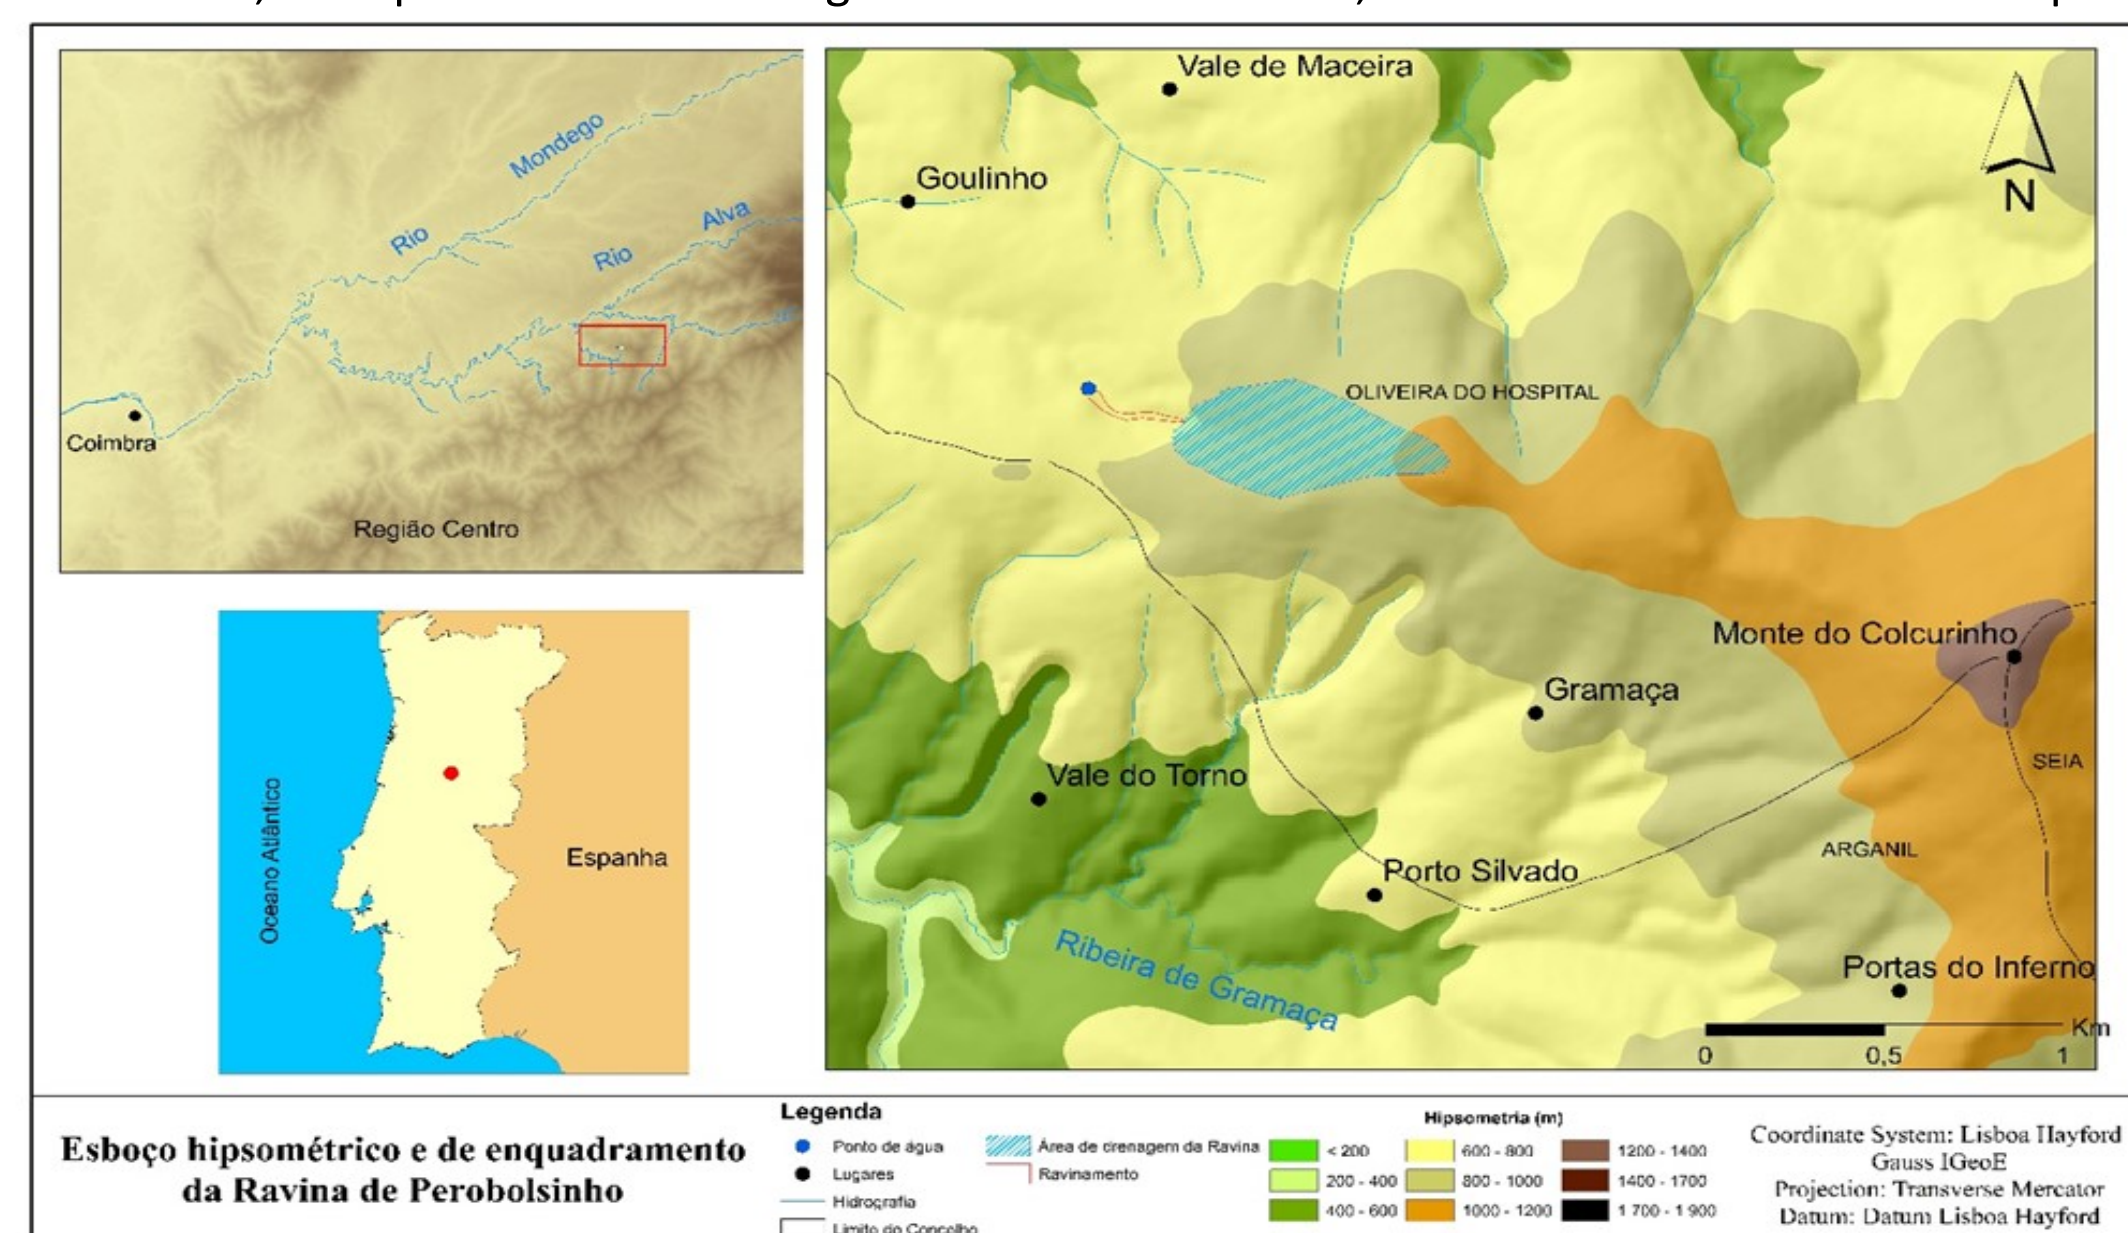 Rio Mondego
Rio Alva
Coimbra
Região Centro
Oceano Atlântico
Espanha
Vale de Maceira
Goulinho
N
OLIVEIRA DO HOSPITAL
Monte do Colcurinho
Gramaça
SEIA
Vale do Torno
ARGANIL
Porto Silvado
Ribeira de Gramaça
Portas do Inferno
Km
0 0,5 1
Esboço hipsométrico e de enquadramento
da Ravina de Perobolsinho
Legenda
Ponto de água
Lugares
Hidrografia
Limite do Concelho
Área de drenagem da Ravina
Ravinamento
Hipsometria (m)
< 200
200 - 400
400 - 600
600 - 800
800 - 1000
1000 - 1200
1200 - 1400
1400 - 1700
1 700 - 1 900
Coordinate System: Lisboa Hayford
Gauss IGeoE
Projection: Transverse Mercator
Datum: Datum Lisboa Hayford